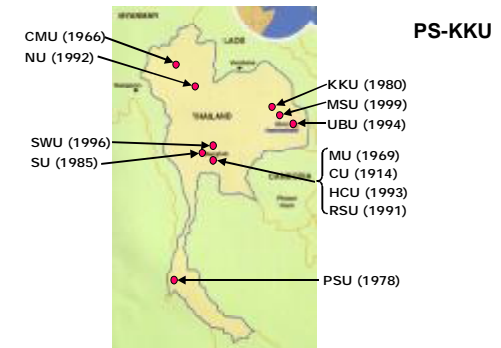 PS-KKU
MYANMAR
LAOS
CMU (1966)
NU (1992)
KKU (1980)
MSU (1999)
UBU (1994)
THAILAND
SWU (1996)
SU (1985)
MU (1969)
CU (1914)
HCU (1993)
RSU (1991)
PSU (1978)